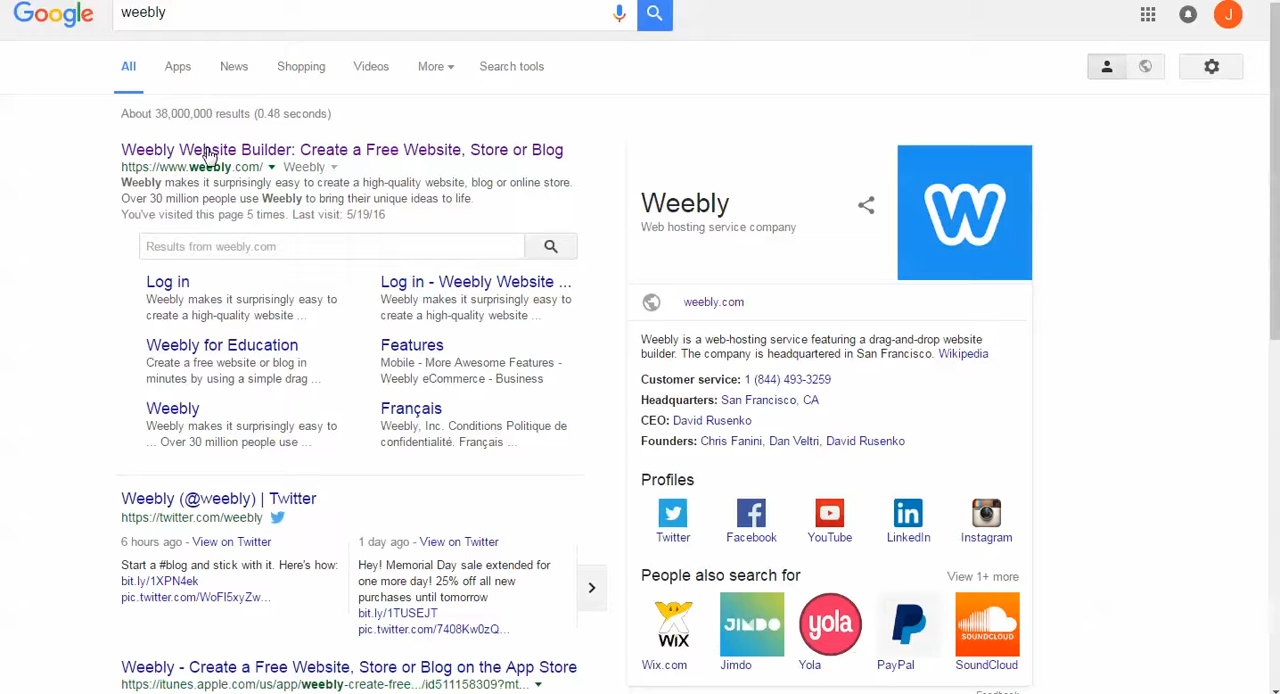 Google
weebly
J
All Apps News Shopping Videos More Search tools
About 38,000,000 results (0.48 seconds)
Weebly Website Builder: Create a Free Website, Store or Blog
https://www.weebly.com/ Weebly
Weebly makes it surprisingly easy to create a high-quality website, blog or online store.
Over 30 million people use Weebly to bring their unique ideas to life.
You've visited this page 5 times. Last visit: 5/19/16
Results from weebly.com
Log in
Weebly makes it surprisingly easy to
create a high-quality website ...
Log in - Weebly Website ...
Weebly makes it surprisingly easy to
create a high-quality website ...
Weebly for Education
Create a free website or blog in
minutes by using a simple drag ...
Features
Mobile - More Awesome Features -
Weebly eCommerce - Business
Weebly
Weebly makes it surprisingly easy to
... Over 30 million people use ...
Français
Weebly, Inc. Conditions Politique de
confidentialité. Français ...
Weebly (@weebly) | Twitter
https://twitter.com/weebly
6 hours ago - View on Twitter
Start a #blog and stick with it. Here's how:
bit.ly/1XPN4ek
pic.twitter.com/WoFI5xyZw...
1 day ago - View on Twitter
Hey! Memorial Day sale extended for
one more day! 25% off all new
purchases until tomorrow
bit.ly/1TUSEJT
pic.twitter.com/7408Kw0zQ...
Weebly - Create a Free Website, Store or Blog on the App Store
https://itunes.apple.com/us/app/weebly-create-free.../id511158309?mt...
Weebly
Web hosting service company
W
weebly.com
Weebly is a web-hosting service featuring a drag-and-drop website
builder. The company is headquartered in San Francisco. Wikipedia
Customer service: 1 (844) 493-3259
Headquarters: San Francisco, CA
CEO: David Rusenko
Founders: Chris Fanini, Dan Veltri, David Rusenko
Profiles
Twitter Facebook YouTube LinkedIn Instagram
People also search for View 1+ more
WiX JIMDO yola SOUNDCLOUD
Wix.com Jimdo Yola PayPal SoundCloud
Feedback